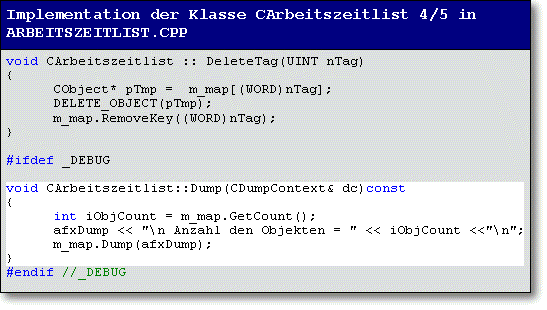 Implementation der Klasse CArbeitszeitlist 4/5 in
ARBEITSZEITLIST.CPP
void CArbeitszeitlist :: DeleteTag(UINT nTag)
{
CObject* pTmp =  m_map[(WORD)nTag];
DELETE_OBJECT(pTmp);
m_map.RemoveKey((WORD)nTag);
}
#ifdef _DEBUG
void CArbeitszeitlist::Dump(CDumpContext& dc)const
{
int iObjCount = m_map.GetCount();
afxDump << "\n Anzahl den Objekten = " << iObjCount <<"\n";
m_map.Dump(afxDump);
}
#endif //_DEBUG